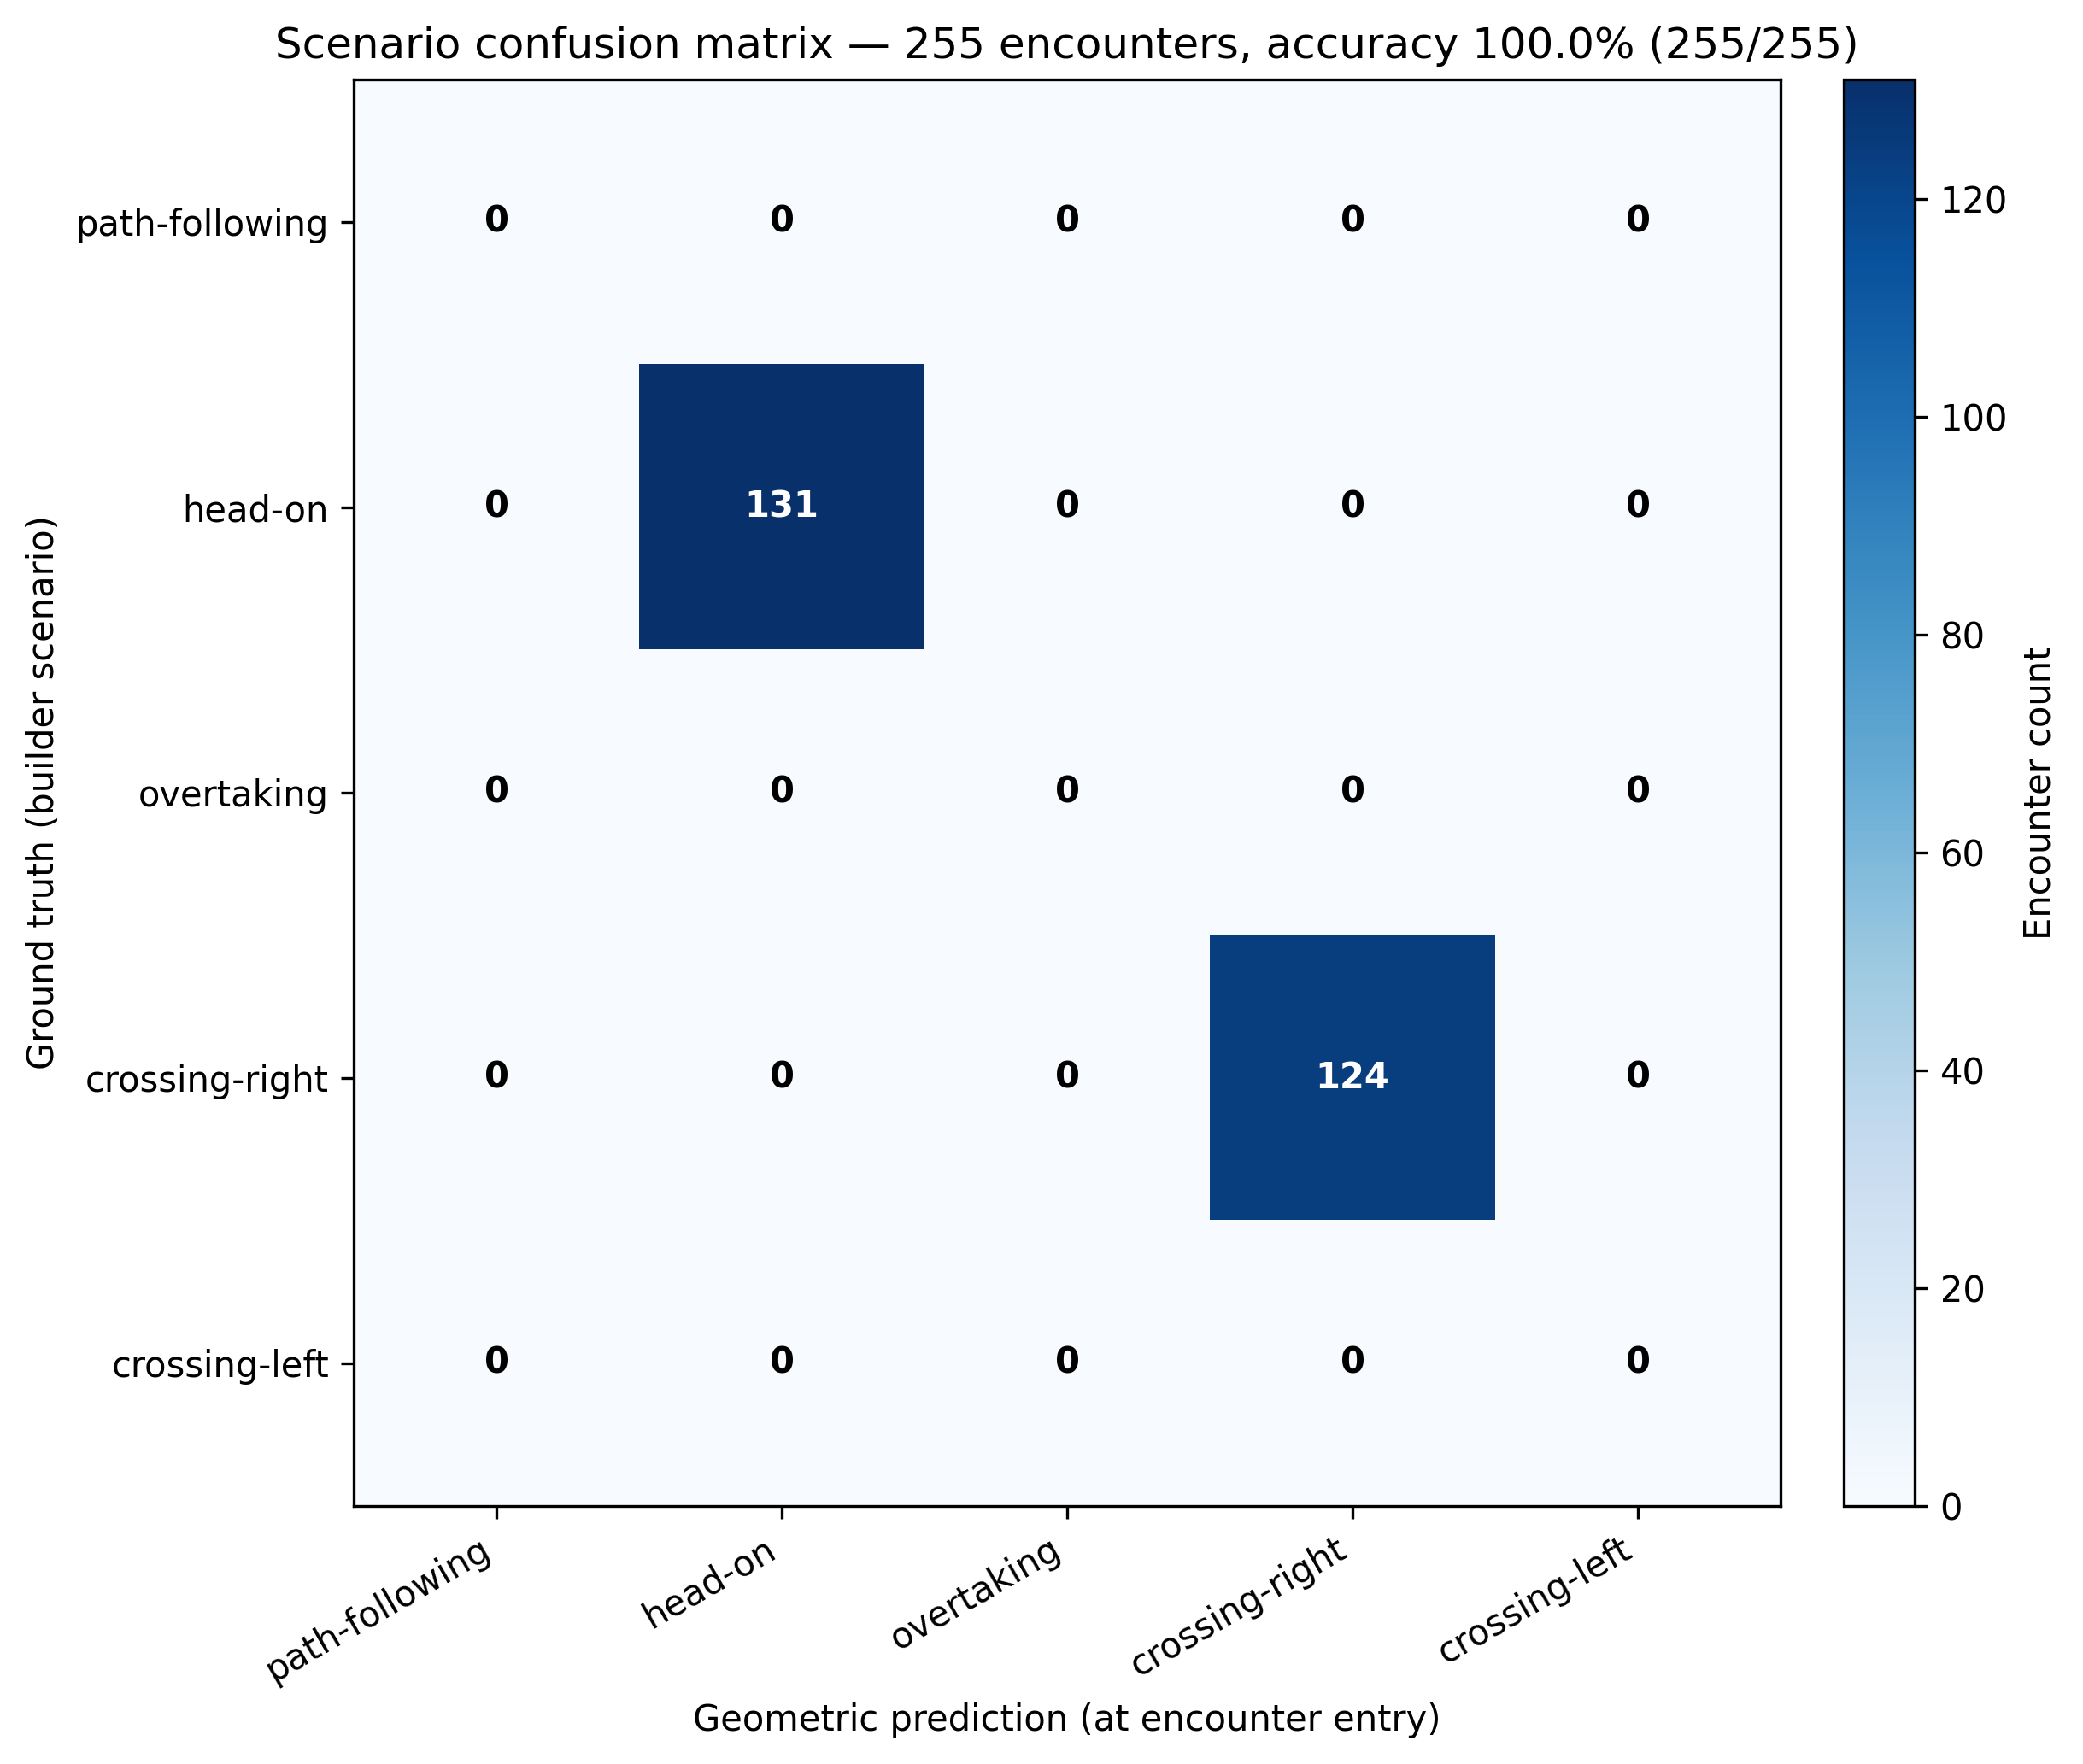 Scenario confusion matrix — 255 encounters, accuracy 100.0% (255/255)
Ground truth (builder scenario)
path-following 0 0 0 0 0
head-on 0 131 0 0 0
overtaking 0 0 0 0 0
crossing-right 0 0 0 124 0
crossing-left 0 0 0 0 0
path-following head-on overtaking crossing-right crossing-left
Geometric prediction (at encounter entry)
120
100
80
60
40
20
0
Encounter count